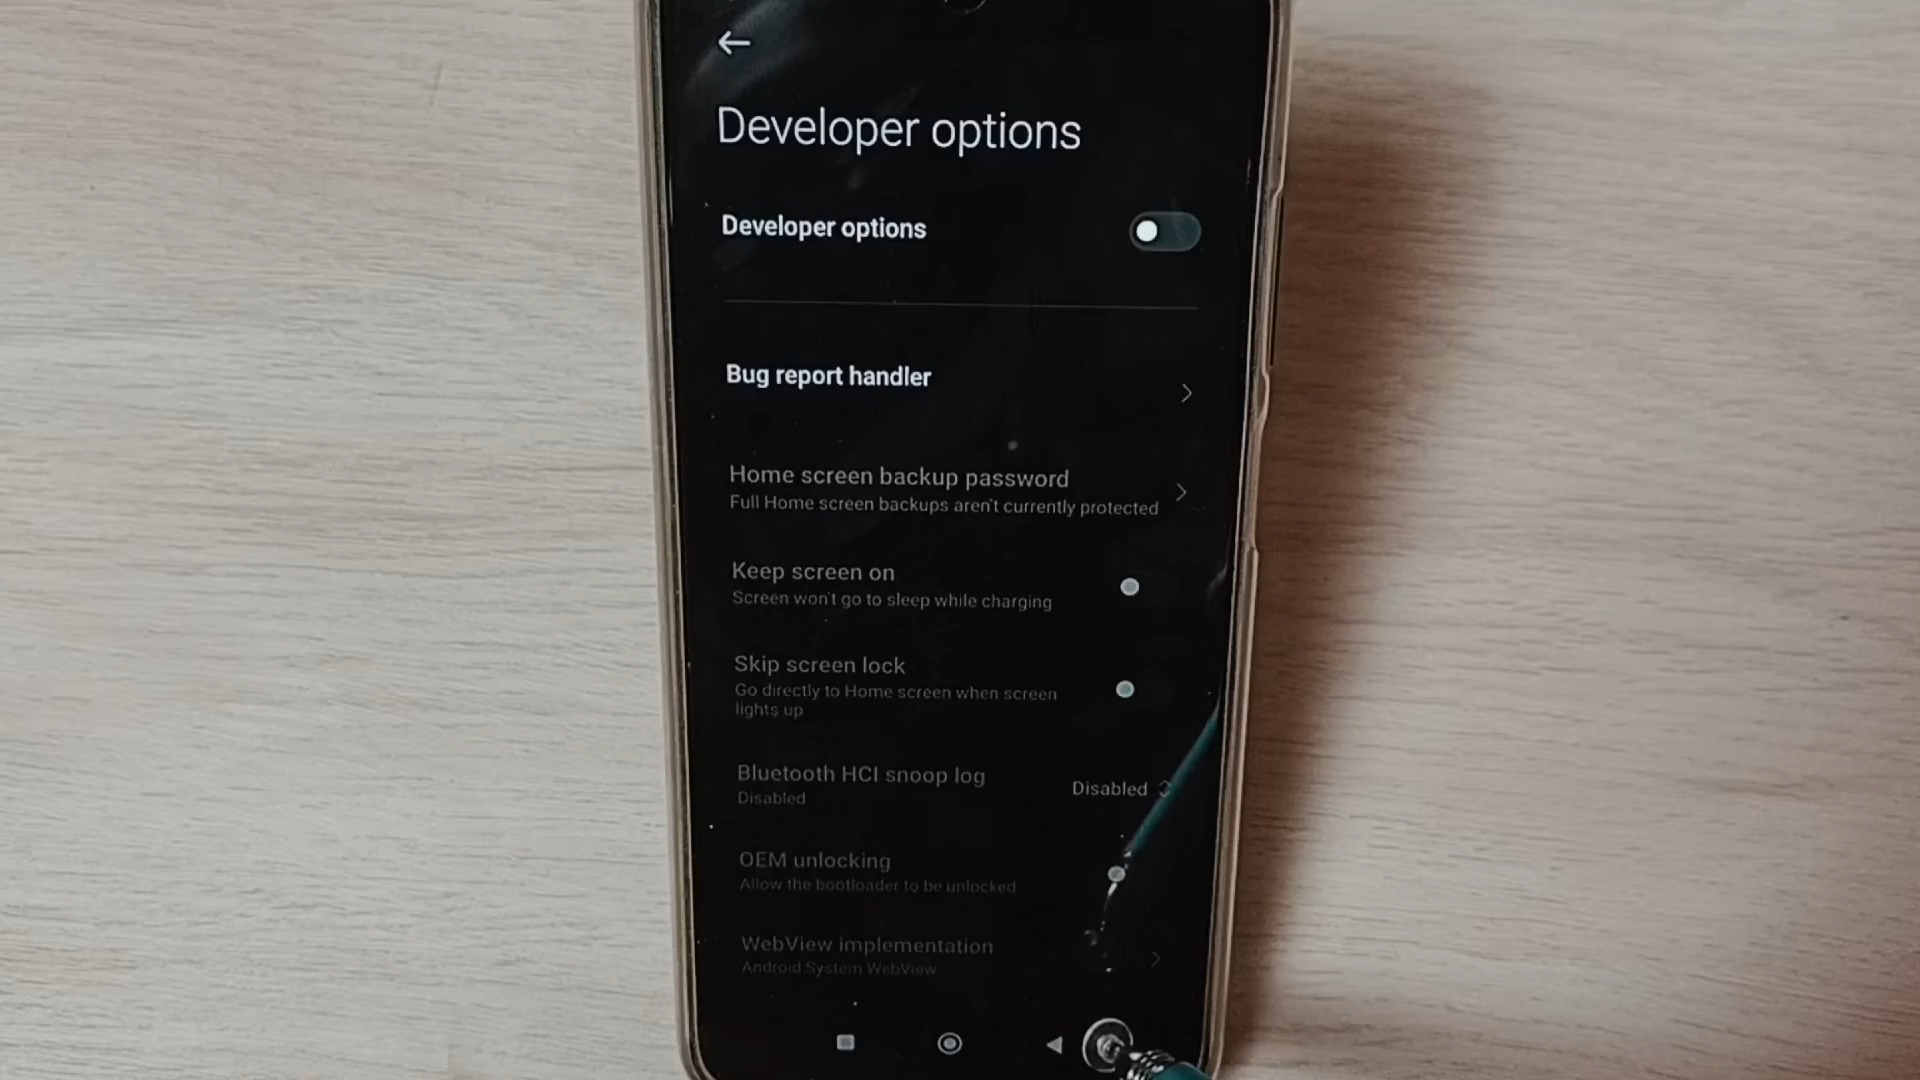 Developer options
Developer options
Bug report handler
Home screen backup password
Full Home screen backups aren't currently protected
Keep screen on
Screen won't go to sleep while charging
Skip screen lock
Go directly to Home screen when screen
lights up
Bluetooth HCI snoop log
Disabled
Disabled
OEM unlocking
Allow the bootloader to be unlocked
WebView implementation
Android System WebView